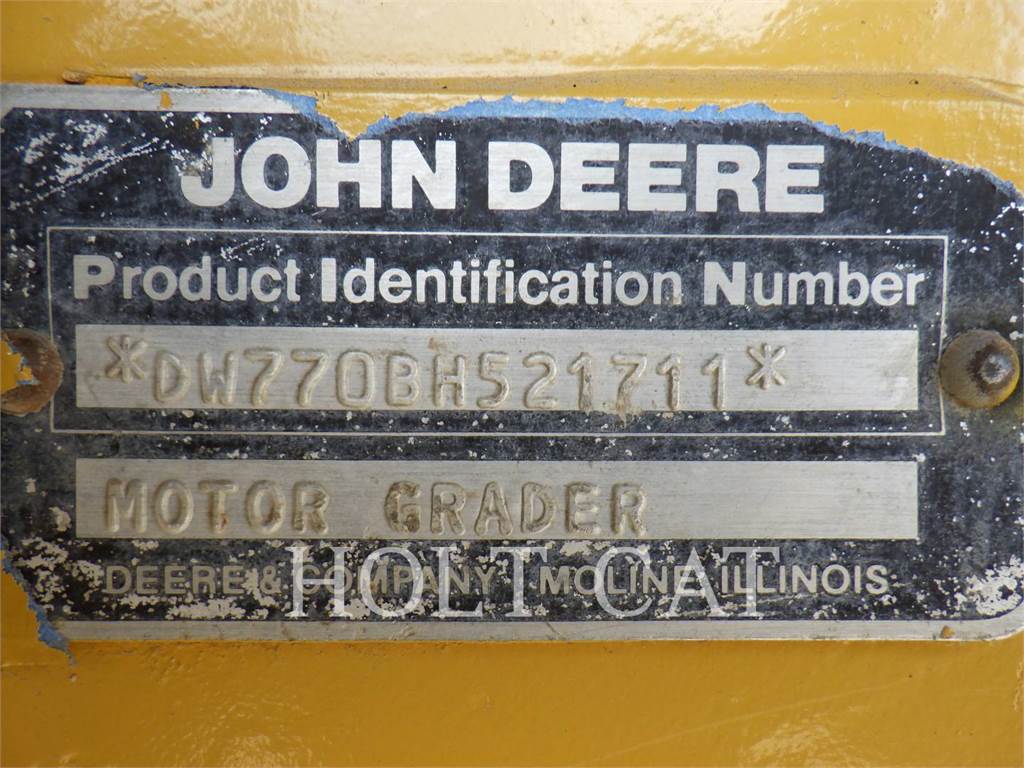 JOHN DEERE
Product Identification Number
*DW770BH521711*
MOTOR GRADER
DEERE & COMPANY MOLINE, ILLINOIS
HOLT CAT